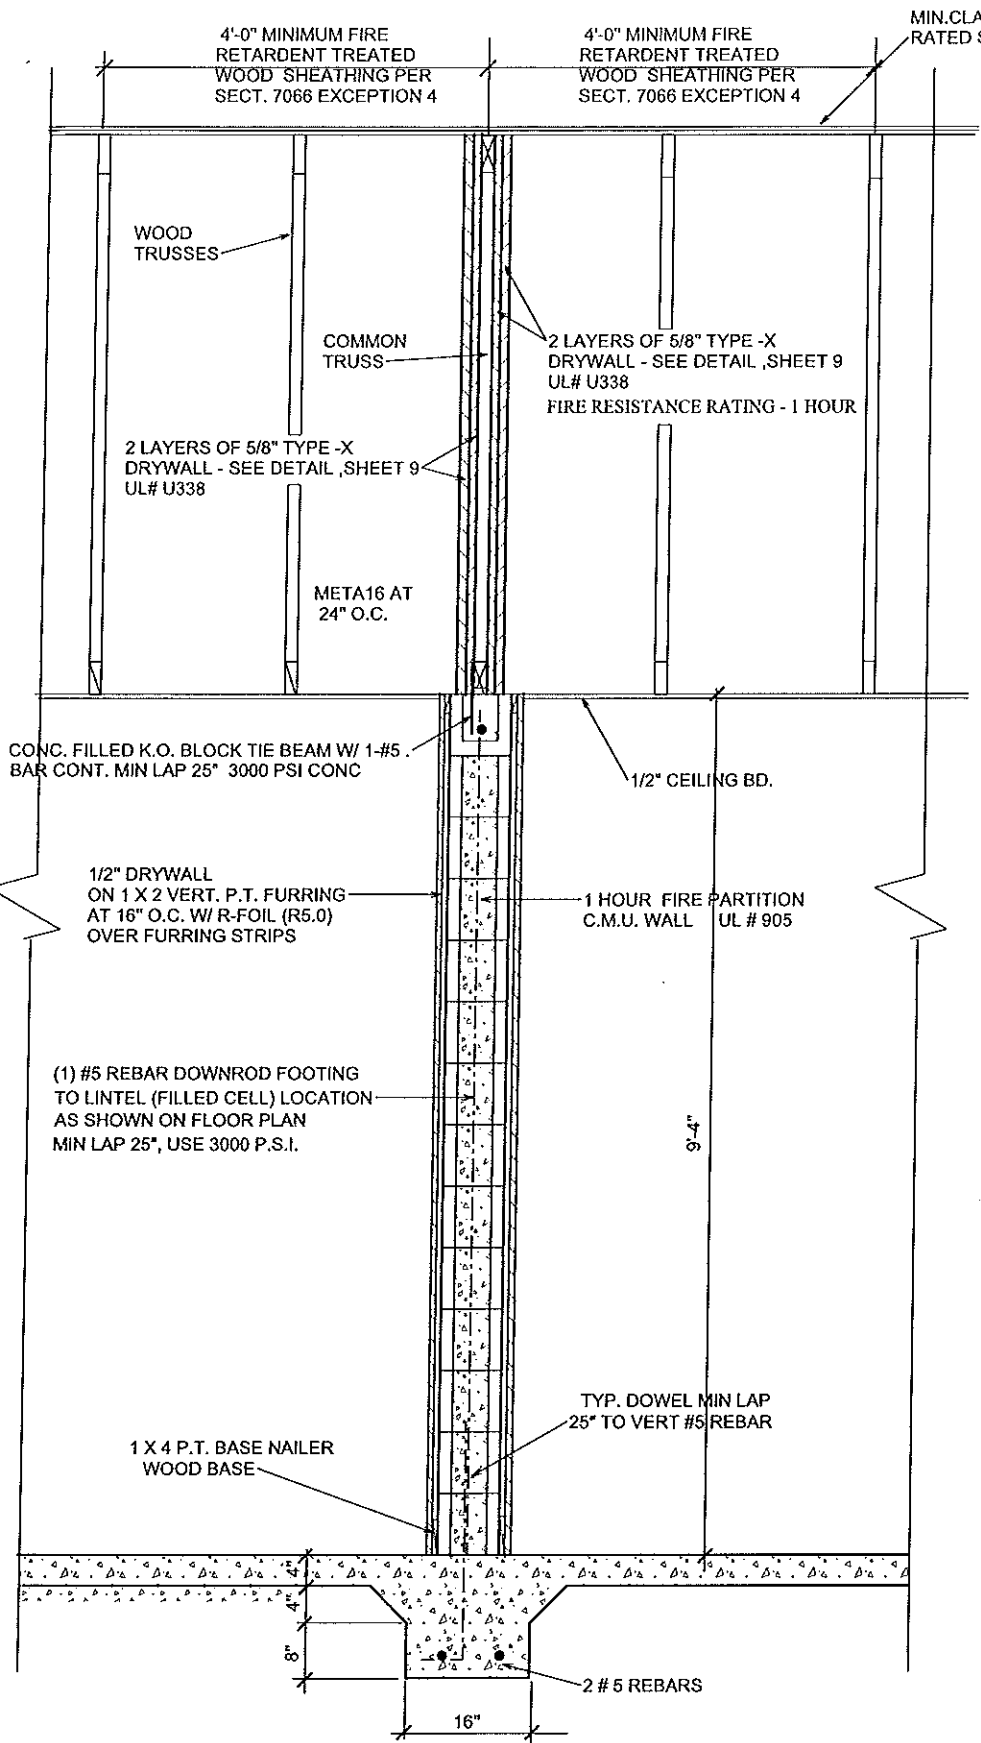 4'-0" MINIMUM FIRE
RETARDENT TREATED
WOOD SHEATHING PER
SECT. 7066 EXCEPTION 4
4'-0" MINIMUM FIRE
RETARDENT TREATED
WOOD SHEATHING PER
SECT. 7066 EXCEPTION 4
MIN.CLA
RATED S
WOOD
TRUSSES
COMMON
TRUSS
2 LAYERS OF 5/8" TYPE -X
DRYWALL - SEE DETAIL ,SHEET 9
UL# U338
FIRE RESISTANCE RATING - 1 HOUR
2 LAYERS OF 5/8" TYPE -X
DRYWALL - SEE DETAIL ,SHEET 9
UL# U338
META16 AT
24" O.C.
CONC. FILLED K.O. BLOCK TIE BEAM W/ 1-#5 .
BAR CONT. MIN LAP 25" 3000 PSI CONC
1/2" CEILING BD.
1/2" DRYWALL
ON 1 X 2 VERT. P.T. FURRING
AT 16" O.C. W/ R-FOIL (R5.0)
OVER FURRING STRIPS
1 HOUR FIRE PARTITION
C.M.U. WALL UL # 905
(1) #5 REBAR DOWNROD FOOTING
TO LINTEL (FILLED CELL) LOCATION
AS SHOWN ON FLOOR PLAN
MIN LAP 25", USE 3000 P.S.I.
9'-4"
TYP. DOWEL MIN LAP
25" TO VERT #5 REBAR
1 X 4 P.T. BASE NAILER
WOOD BASE
4"
4"
8"
2 # 5 REBARS
16"